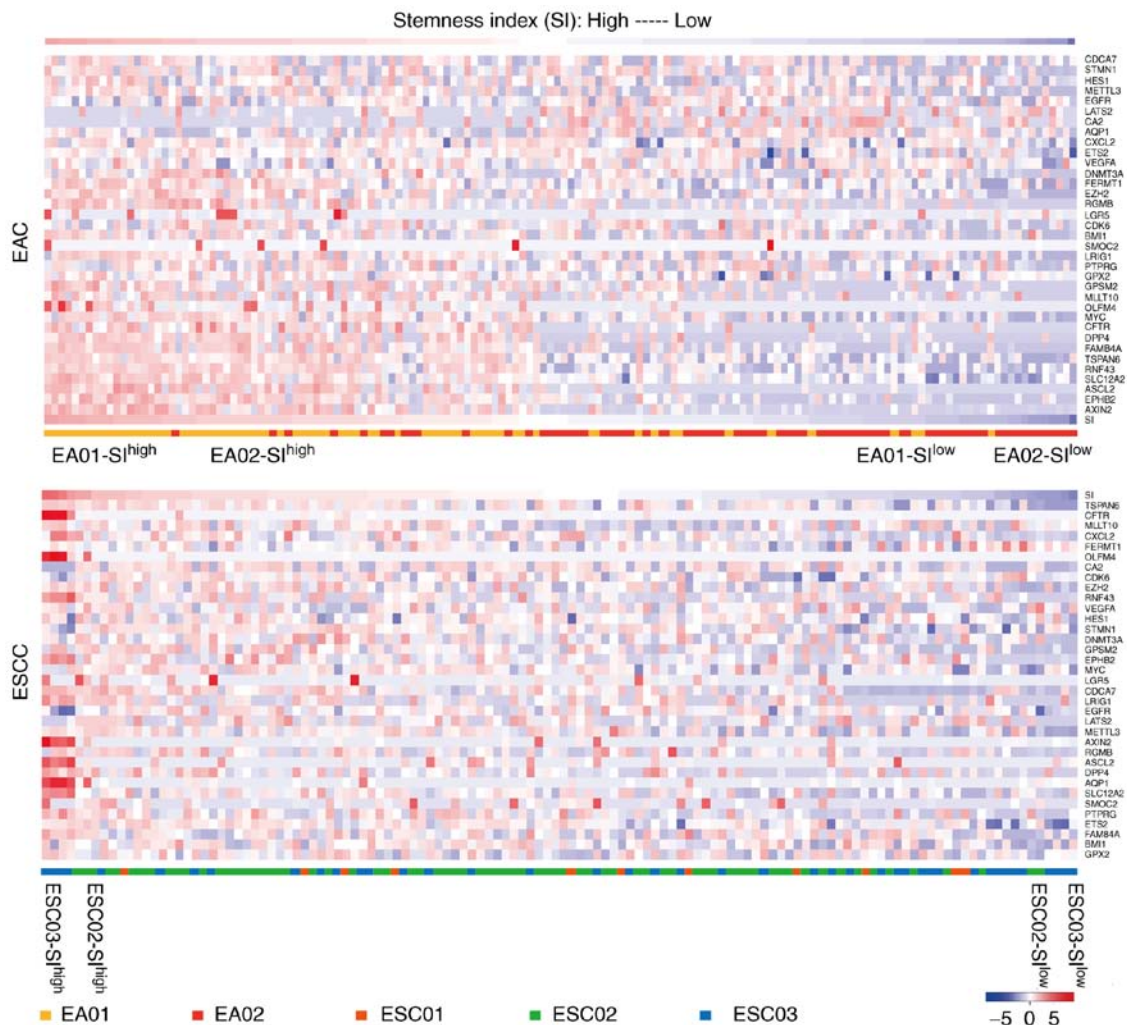 Stemness index (SI): High ----- Low
EAC
CDCA7
STMN1
HES1
METTL3
EGFR
LATS2
CA2
AQP1
CXCL2
ETS2
VEGFA
DNMT3A
FERMT1
EZH2
RGMB
LGR5
CDK6
BMI1
SMOC2
LRIG1
PTPRG
GPX2
GPSM2
MLLT10
OLFM4
MYC
CFTR
DPP4
FAMB4A
TSPAN6
RNF43
SLC12A2
ASCL2
EPHB2
AXIN2
SI
EA01-SIhigh EA02-SIhigh EA01-SIlow EA02-SIlow
ESCC
SI
TSPAN6
CFTR
MLLT10
CXCL2
FERMT1
OLFM4
CA2
CDK6
EZH2
RNF43
VEGFA
HES1
STMN1
DNMT3A
GPSM2
EPHB2
MYC
LGR5
CDCA7
LRIG1
EGFR
LATS2
METTL3
AXIN2
RGMB
ASCL2
DPP4
AQP1
SLC12A2
SMOC2
PTPRG
ETS2
FAM84A
BMI1
GPX2
ESC03-SIhigh
ESC02-SIhigh
ESC02-SIlow
ESC03-SIlow
EA01 EA02 ESC01 ESC02 ESC03
−5 0 5